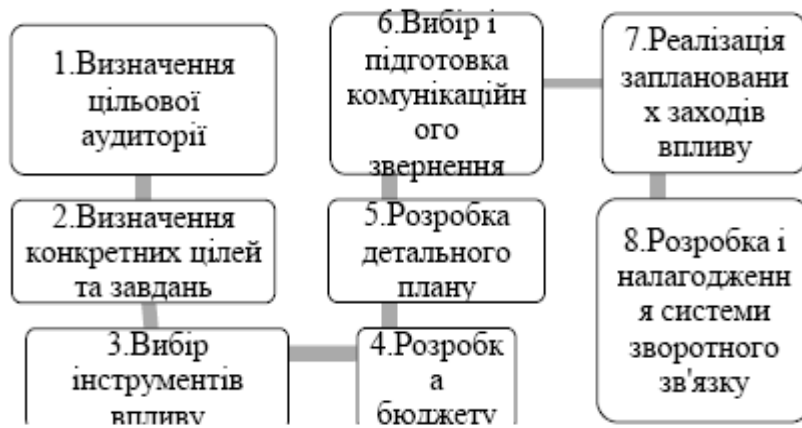 1.Визначення
цільової
аудиторії
2.Визначення
конкретних цілей
та завдань
3.Вибір
інструментів
впливу
4.Розробк
а
бюджету
5.Розробка
детального
плану
6.Вибір і
підготовка
комунікаційн
ого
звернення
7.Реалізація
запланovани
х заходів
впливу
8.Розробка і
налагодженн
я системи
зворотного
зв'язку